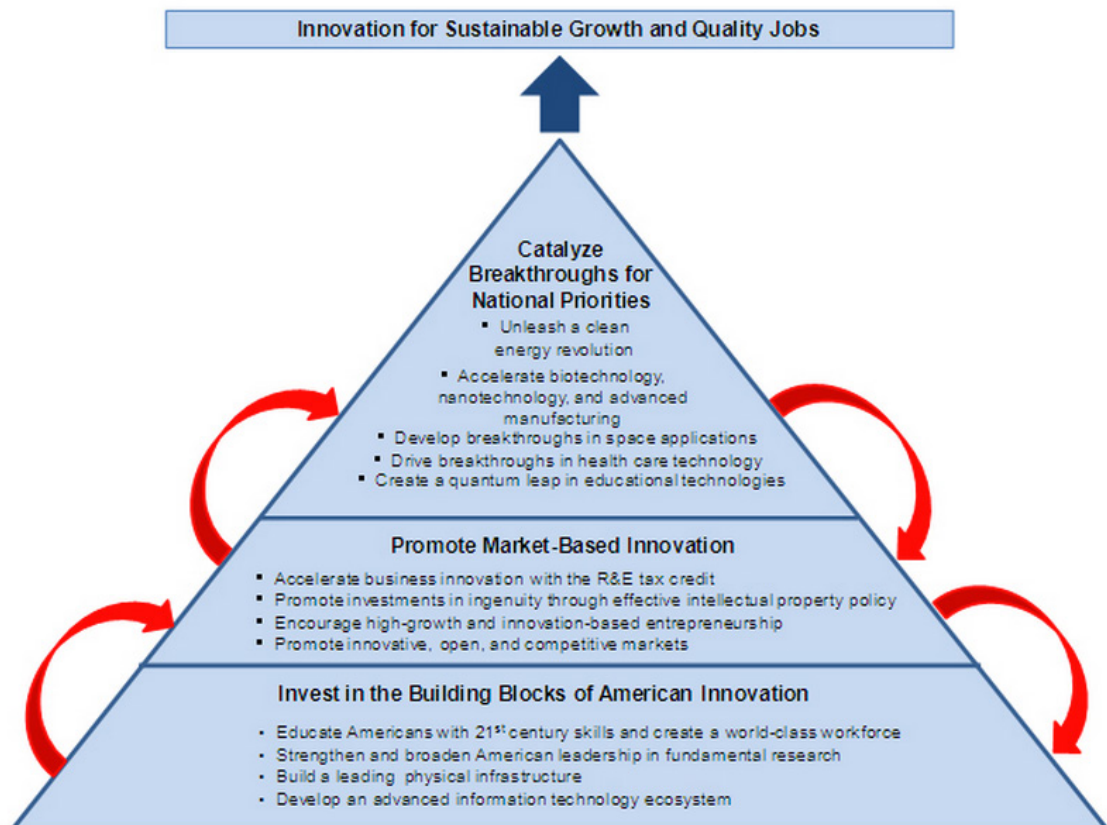 Innovation for Sustainable Growth and Quality Jobs
Catalyze
Breakthroughs for
National Priorities
▪ Unleash a clean
energy revolution
▪ Accelerate biotechnology,
nanotechnology, and advanced
manufacturing
▪ Develop breakthroughs in space applications
▪ Drive breakthroughs in health care technology
▪ Create a quantum leap in educational technologies
Promote Market-Based Innovation
▪ Accelerate business innovation with the R&E tax credit
▪ Promote investments in ingenuity through effective intellectual property policy
▪ Encourage high-growth and innovation-based entrepreneurship
▪ Promote innovative, open, and competitive markets
Invest in the Building Blocks of American Innovation
• Educate Americans with 21st century skills and create a world-class workforce
• Strengthen and broaden American leadership in fundamental research
• Build a leading physical infrastructure
• Develop an advanced information technology ecosystem